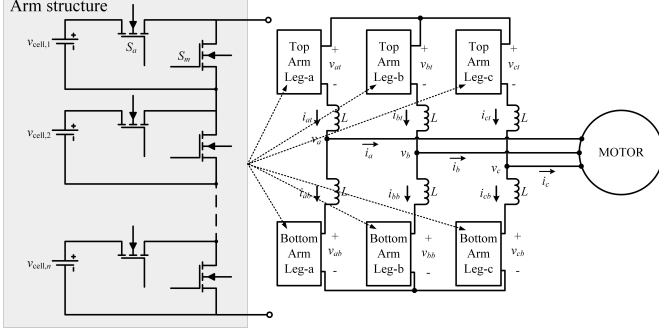 Arm structure
v_cell,1
S_a
S_m
v_cell,2
v_cell,n
Top
Arm
Leg-a
+
v_at
-
Top
Arm
Leg-b
+
v_bt
-
Top
Arm
Leg-c
+
v_ct
-
i_at
L
i_bt
L
i_ct
L
v_a
i_a
v_b
i_b
v_c
i_c
MOTOR
i_ab
L
i_bb
L
i_cb
L
Bottom
Arm
Leg-a
+
v_ab
-
Bottom
Arm
Leg-b
+
v_bb
-
Bottom
Arm
Leg-c
+
v_cb
-